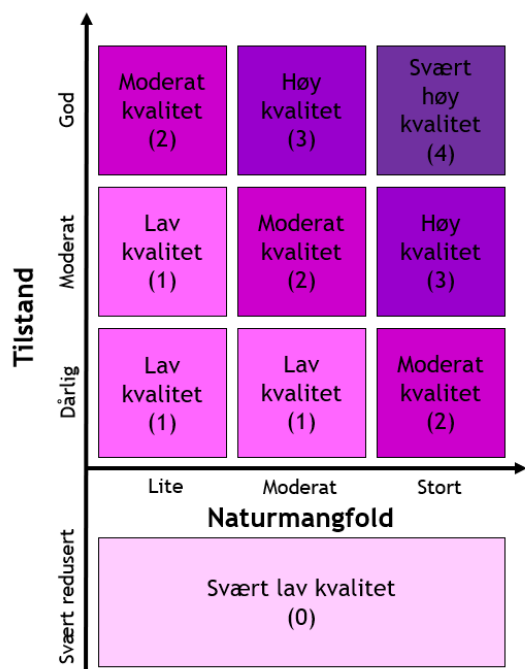 Tilstand
God
Moderat
kvalitet
(2)
Høy
kvalitet
(3)
Svært
høy
kvalitet
(4)
Moderat
Lav
kvalitet
(1)
Moderat
kvalitet
(2)
Høy
kvalitet
(3)
Dårlig
Lav
kvalitet
(1)
Lav
kvalitet
(1)
Moderat
kvalitet
(2)
Lite
Moderat
Stort
Naturmangfold
Svært redusert
Svært lav kvalitet
(0)